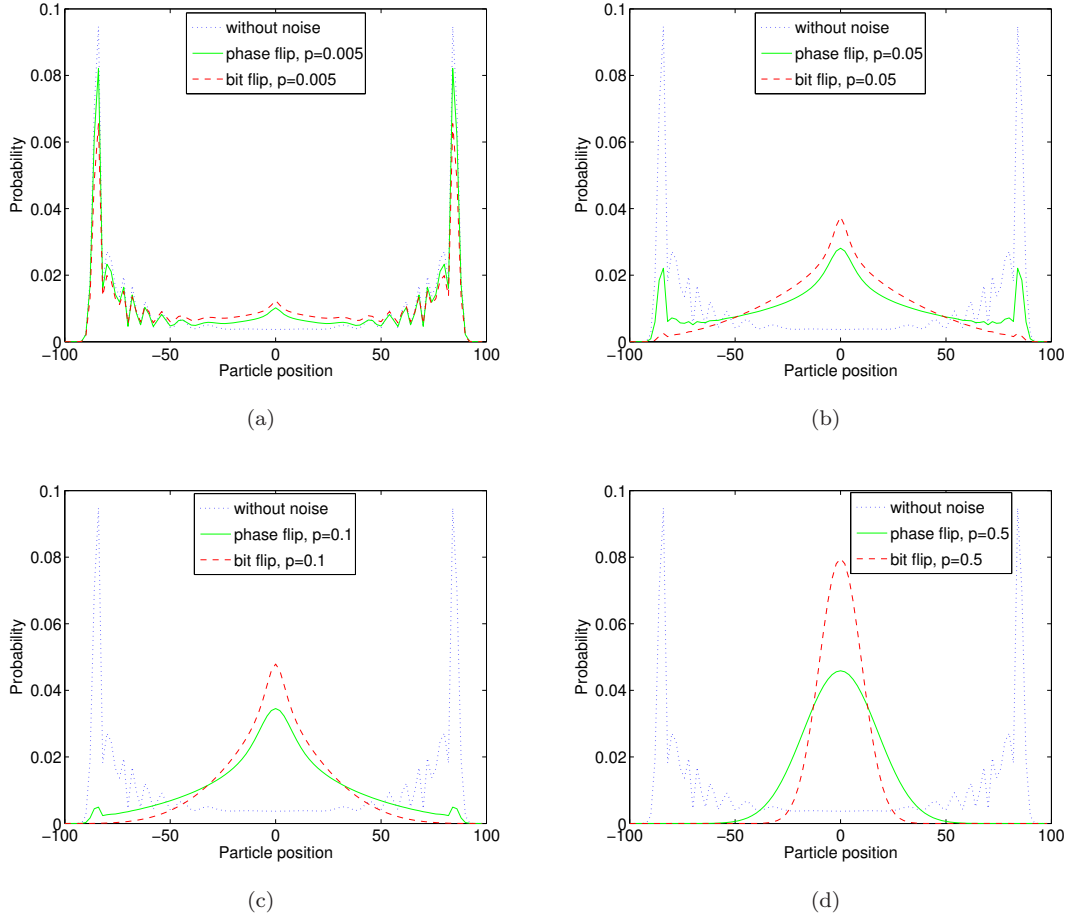 0.1
0.08
0.06
0.04
0.02
0
Probability
−100
−50
0
50
100
Particle position
without noise
phase flip, p=0.005
bit flip, p=0.005
(a)
0.1
0.08
0.06
0.04
0.02
0
Probability
−100
−50
0
50
100
Particle position
without noise
phase flip, p=0.05
bit flip, p=0.05
(b)
0.1
0.08
0.06
0.04
0.02
0
Probability
−100
−50
0
50
100
Particle position
without noise
phase flip, p=0.1
bit flip, p=0.1
(c)
0.1
0.08
0.06
0.04
0.02
0
Probability
−100
−50
0
50
100
Particle position
without noise
phase flip, p=0.5
bit flip, p=0.5
(d)